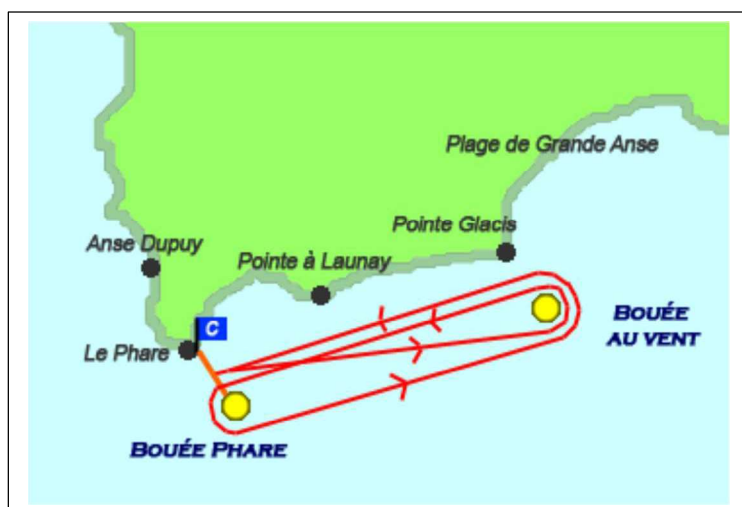 Plage de Grande Anse
Pointe Glacis
Anse Dupuy
Pointe à Launay
BOUÉE
AU VENT
C
Le Phare
BOUÉE PHARE